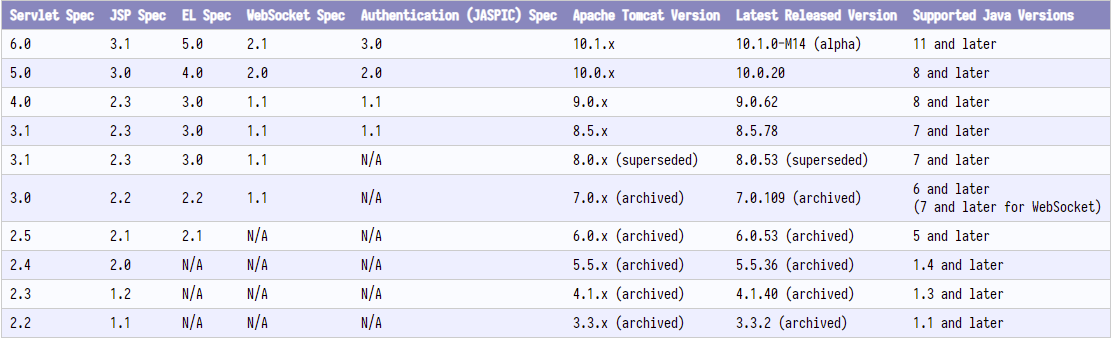 Servlet Spec JSP Spec EL Spec WebSocket Spec Authentication (JASPIC) Spec Apache Tomcat Version Latest Released Version Supported Java Versions
6.0 3.1 5.0 2.1 3.0 10.1.x 10.1.0-M14 (alpha) 11 and later
5.0 3.0 4.0 2.0 2.0 10.0.x 10.0.20 8 and later
4.0 2.3 3.0 1.1 1.1 9.0.x 9.0.62 8 and later
3.1 2.3 3.0 1.1 1.1 8.5.x 8.5.78 7 and later
3.1 2.3 3.0 1.1 N/A 8.0.x (superseded) 8.0.53 (superseded) 7 and later
3.0 2.2 2.2 1.1 N/A 7.0.x (archived) 7.0.109 (archived) 6 and later
(7 and later for WebSocket)
2.5 2.1 2.1 N/A N/A 6.0.x (archived) 6.0.53 (archived) 5 and later
2.4 2.0 N/A N/A N/A 5.5.x (archived) 5.5.36 (archived) 1.4 and later
2.3 1.2 N/A N/A N/A 4.1.x (archived) 4.1.40 (archived) 1.3 and later
2.2 1.1 N/A N/A N/A 3.3.x (archived) 3.3.2 (archived) 1.1 and later